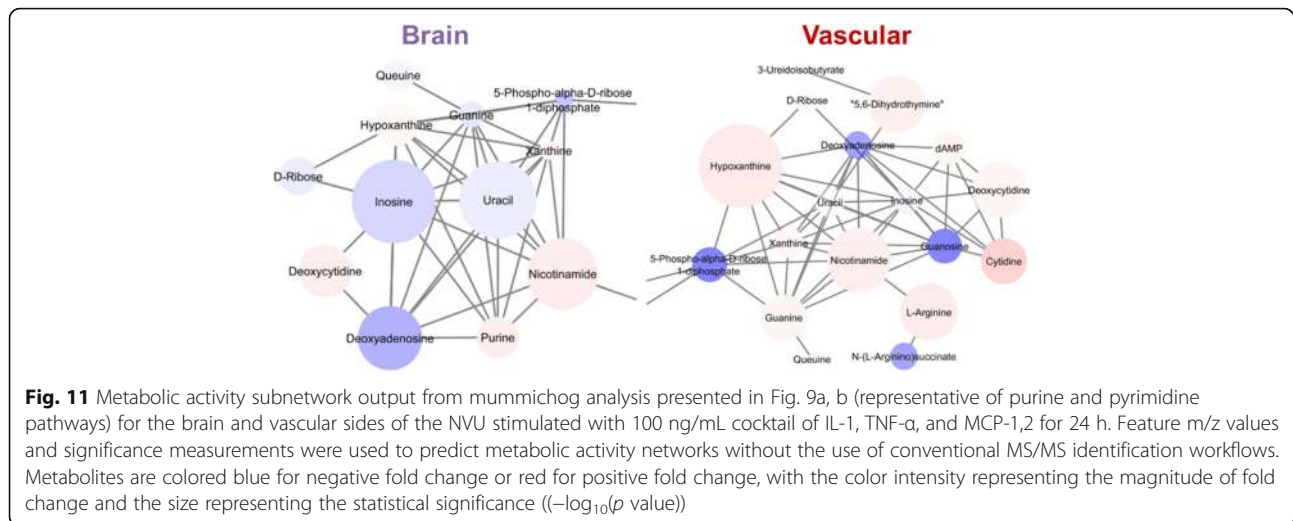 Brain
Vascular
Queuine
5-Phospho-alpha-D-ribose
1-diphosphate
Guanine
Hypoxanthine
Xanthine
D-Ribose
Inosine
Uracil
Deoxycytidine
Nicotinamide
Deoxyadenosine
Purine
3-Ureidoisobutyrate
D-Ribose
"5,6-Dihydrothymine"
Deoxyadenosine
dAMP
Hypoxanthine
Deoxycytidine
Uracil
Inosine
Xanthine
Guanosine
5-Phospho-alpha-D-ribose
1-diphosphate
Nicotinamide
Cytidine
Guanine
L-Arginine
Queuine
N-(L-Arginino)succinate
Fig. 11 Metabolic activity subnetwork output from mummichog analysis presented in Fig. 9a, b (representative of purine and pyrimidine
pathways) for the brain and vascular sides of the NVU stimulated with 100 ng/mL cocktail of IL-1, TNF-α, and MCP-1,2 for 24 h. Feature m/z values
and significance measurements were used to predict metabolic activity networks without the use of conventional MS/MS identification workflows.
Metabolites are colored blue for negative fold change or red for positive fold change, with the color intensity representing the magnitude of fold
change and the size representing the statistical significance ((−log10(p value))